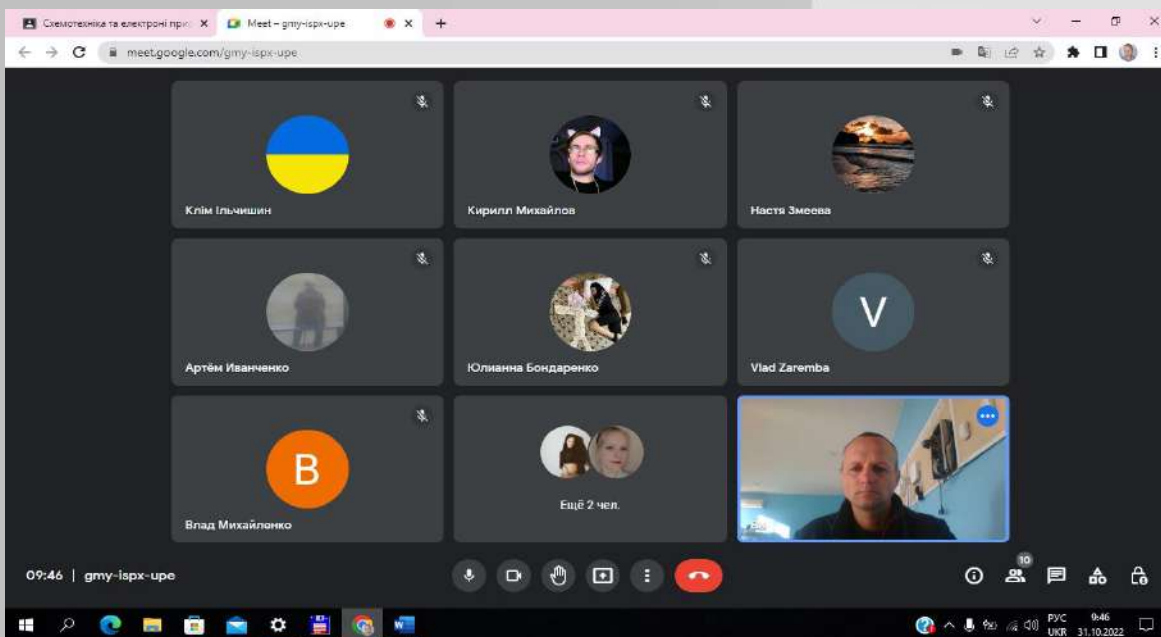 Схемотехніка та електроні при
Meet – gmy-ispx-upe
meet.google.com/gmy-ispx-upe
Клім Ільчишин
Кирилл Михайлов
Настя Змеева
Артём Иванченко
Юлианна Бондаренко
V
Vlad Zaremba
B
Влад Михайленко
Ещё 2 чел.
09:46 | gmy-ispx-upe
10
РУС
9:46
UKR
31.10.2022